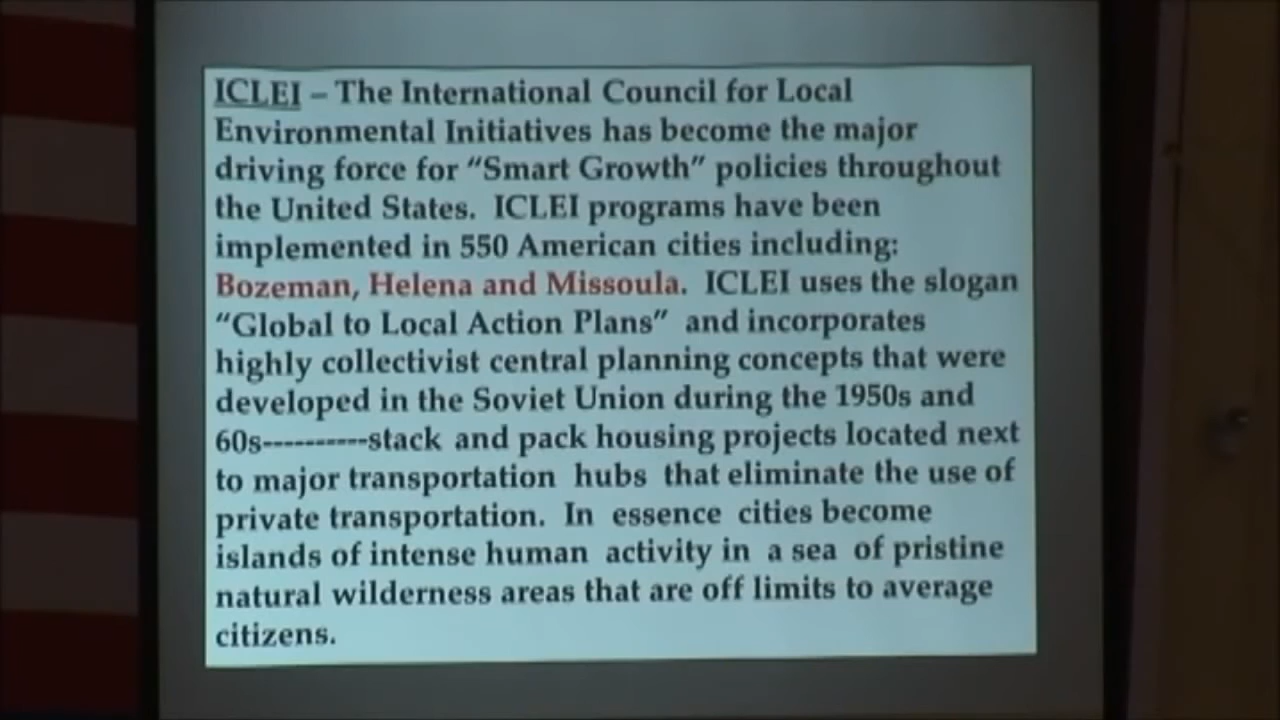 ICLEI – The International Council for Local
Environmental Initiatives has become the major
driving force for “Smart Growth” policies throughout
the United States.  ICLEI programs have been
implemented in 550 American cities including:
Bozeman, Helena and Missoula.  ICLEI uses the slogan
“Global to Local Action Plans”  and incorporates
highly collectivist central planning concepts that were
developed in the Soviet Union during the 1950s and
60s----------stack and pack housing projects located next
to major transportation  hubs  that eliminate the use of
private transportation.  In  essence  cities  become
islands of intense human  activity in  a sea  of pristine
natural wilderness areas that are off limits to average
citizens.